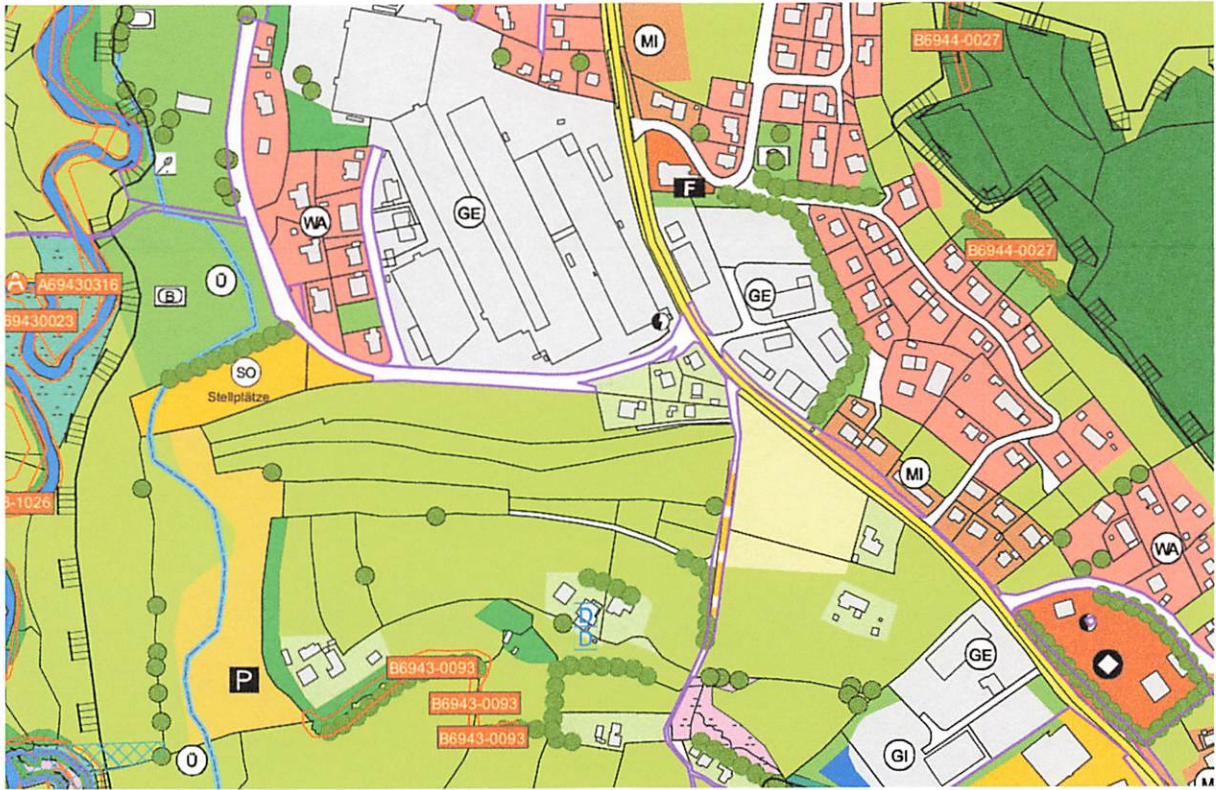 MI
B6944-0027
F
GE
WA
B6944-0027
A
A69430316
Ü
B
69430023
GE
SO
Stellplätze
MI
-1026
WA
D
D
GE
B6943-0093
P
B6943-0093
B6943-0093
Ü
GI
M